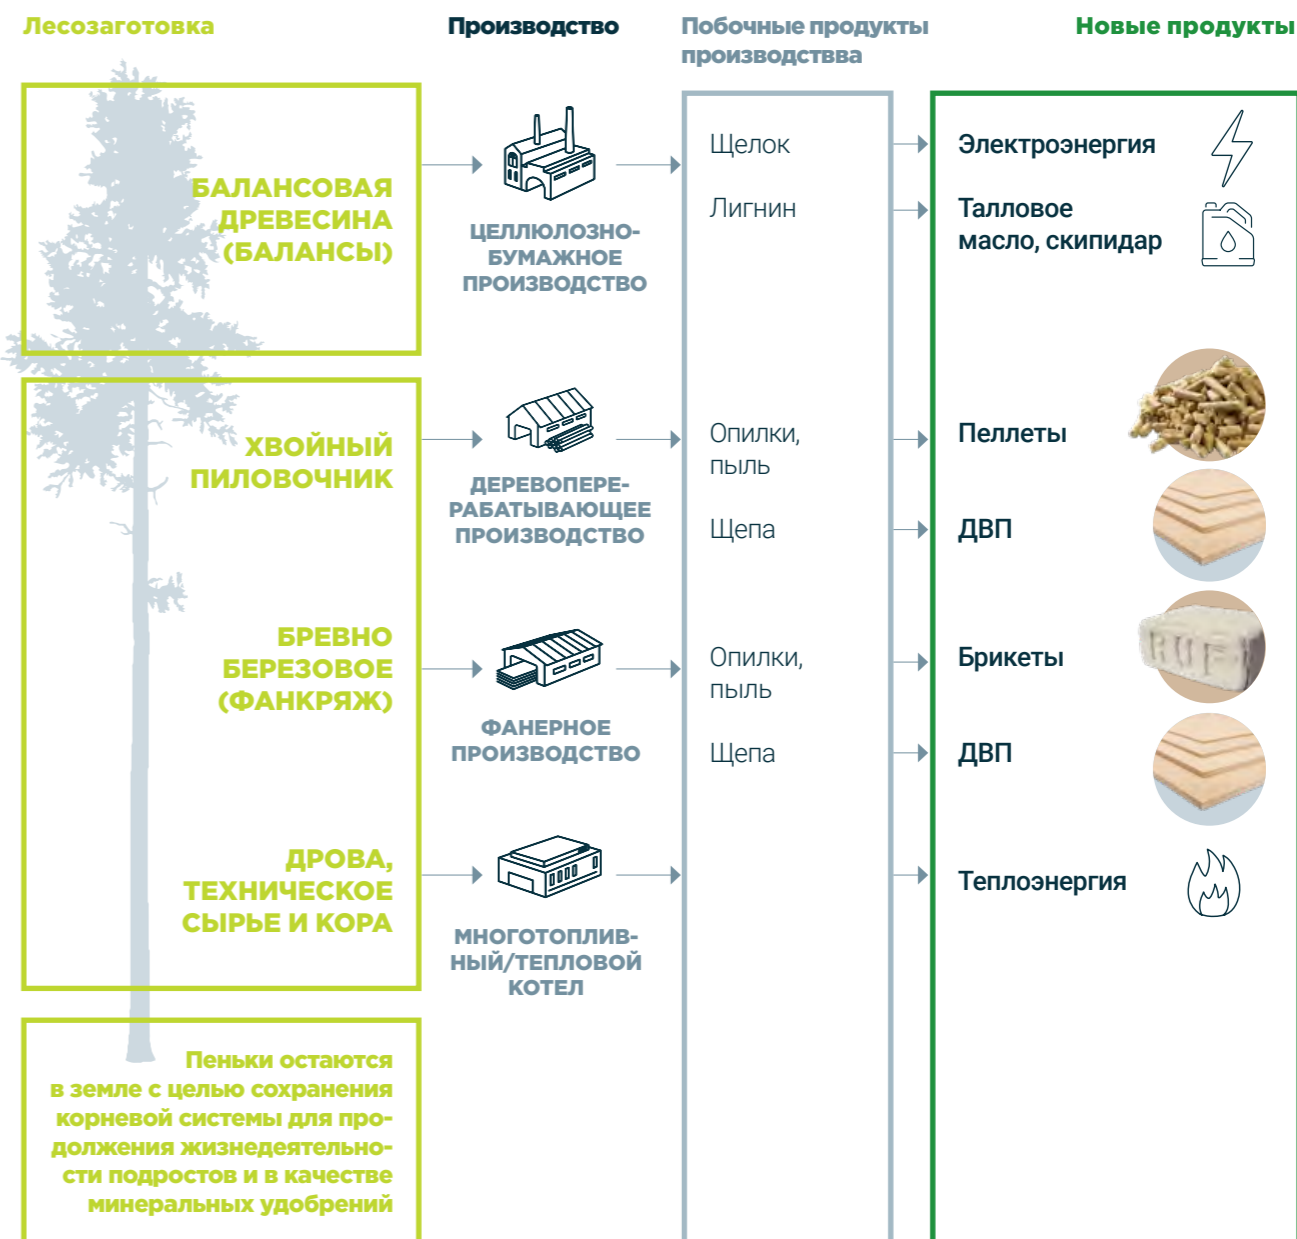 Лесозаготовка
Производство
Побочные продукты
производствва
Новые продукты
БАЛАНСОВАЯ
ДРЕВЕСИНА
(БАЛАНСЫ)
ЦЕЛЛЮЛОЗНО-
БУМАЖНОЕ
ПРОИЗВОДСТВО
Щелок
Электроэнергия
Лигнин
Талловое
масло, скипидар
ХВОЙНЫЙ
ПИЛОВОЧНИК
ДЕРЕВОПЕРЕ-
РАБАТЫВАЮЩЕЕ
ПРОИЗВОДСТВО
Опилки,
пыль
Пеллеты
Щепа
ДВП
БРЕВНО
БЕРЕЗОВОЕ
(ФАНКРЯЖ)
ФАНЕРНОЕ
ПРОИЗВОДСТВО
Опилки,
пыль
Брикеты
RUF
Щепа
ДВП
ДРОВА,
ТЕХНИЧЕСКОЕ
СЫРЬЕ И КОРА
МНОГОТОПЛИВ-
НЫЙ/ТЕПЛОВОЙ
КОТЕЛ
Теплоэнергия
Пеньки остаются
в земле с целью сохранения
корневой системы для про-
должения жизнедеятельно-
сти подростов и в качестве
минеральных удобрений